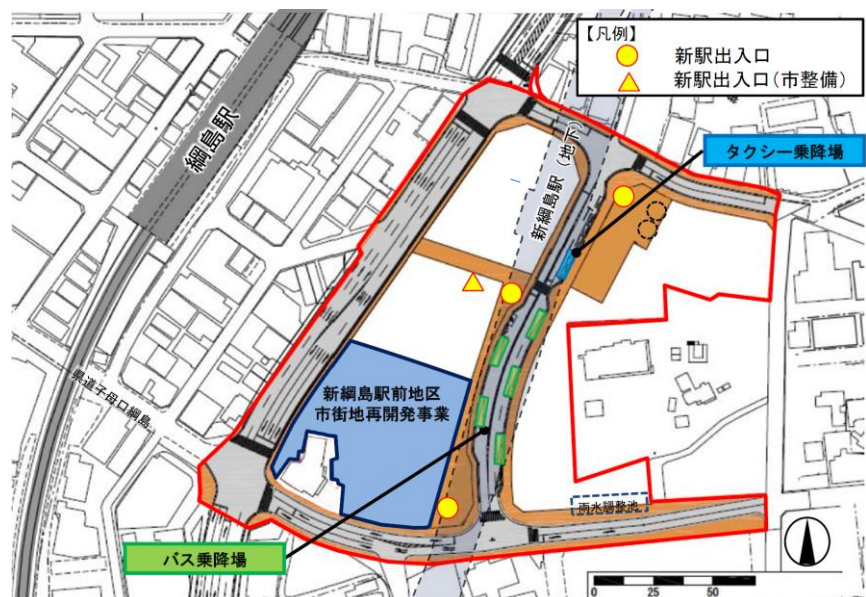 【凡例】
新駅出入口
新駅出入口(市整備)
綱島駅
新綱島駅(地下)
タクシー乗降場
県道子母口綱島
新綱島駅前地区
市街地再開発事業
雨水調整池
バス乗降場
0 25 50